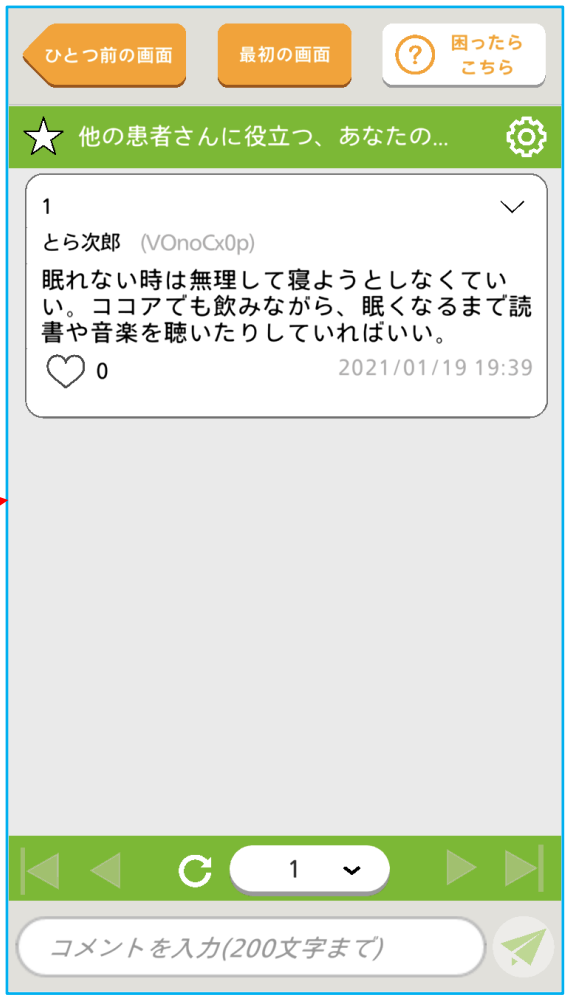 ひとつ前の画面
最初の画面
?
困ったら
こちら
他の患者さんに役立つ、あなたの...
1
とら次郎 (VOnoCx0p)
眠れない時は無理して寝ようとしなくてい
い。ココアでも飲みながら、眠くなるまで読
書や音楽を聴いたりしていればいい。
0
2021/01/19 19:39
1
コメントを入力(200文字まで)